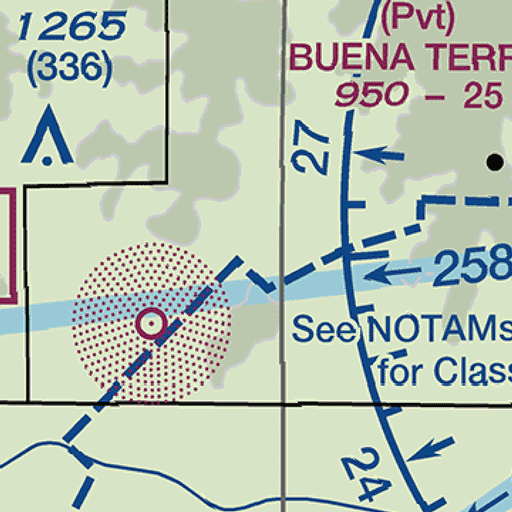 1265
(336)
(Pvt)
BUENA TERR
950 - 25
27
258
See NOTAMs
for Class
24